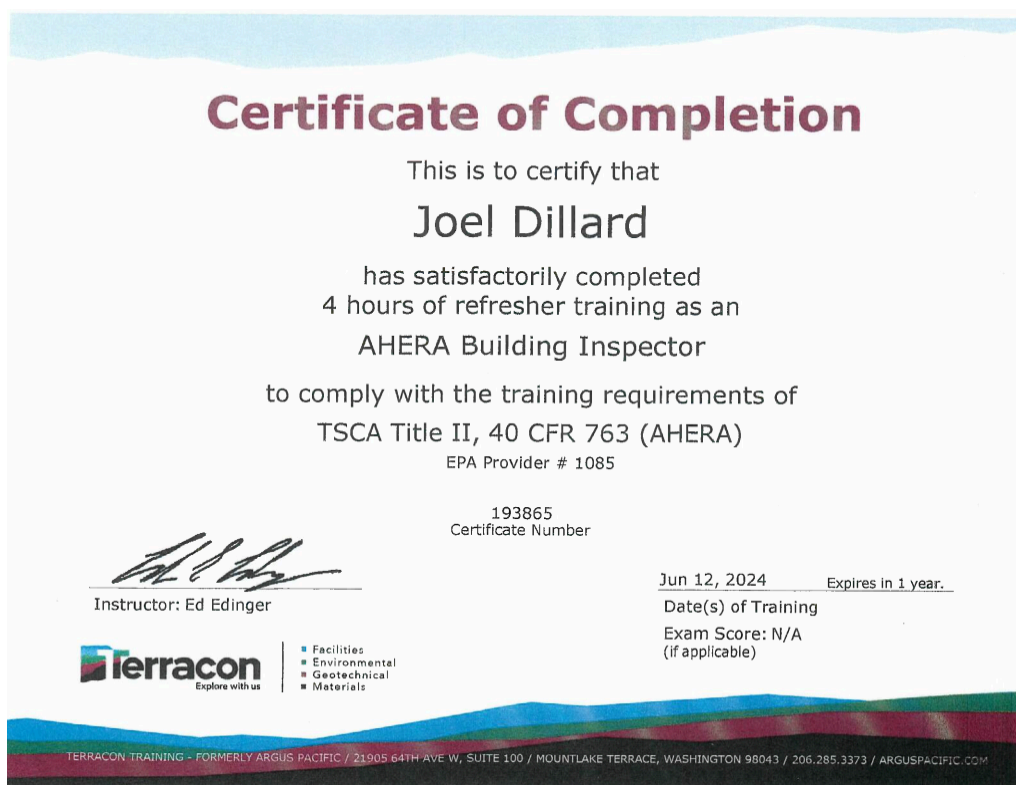 Certificate of Completion
This is to certify that
Joel Dillard
has satisfactorily completed
4 hours of refresher training as an
AHERA Building Inspector
to comply with the training requirements of
TSCA Title II, 40 CFR 763 (AHERA)
EPA Provider # 1085
193865
Certificate Number
Instructor: Ed Edinger
Jun 12, 2024 Expires in 1 year.
Date(s) of Training
Exam Score: N/A
(if applicable)
Terracon
Explore with us
Facilities
Environmental
Geotechnical
Materials
TERRACON TRAINING - FORMERLY ARGUS PACIFIC / 21905 64TH AVE W, SUITE 100 / MOUNTLAKE TERRACE, WASHINGTON 98043 / 206.285.3373 / ARGUSPACIFIC.COM